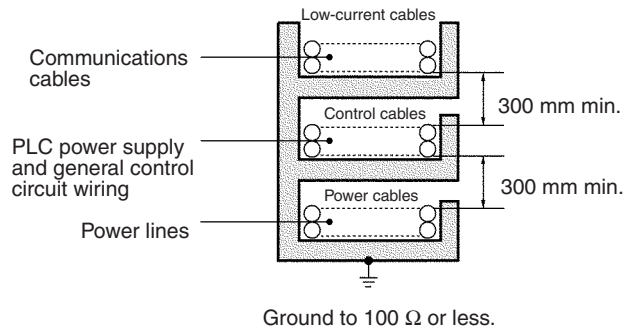 Low-current cables
Communications
cables
300 mm min.
Control cables
PLC power supply
and general control
circuit wiring
300 mm min.
Power cables
Power lines
Ground to 100 Ω or less.